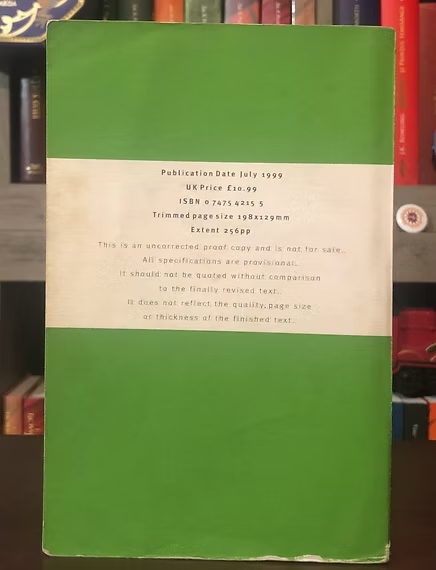 Publication Date July 1999
UK Price £10.99
ISBN 0 7475 4215 5
Trimmed page size 198x129mm
Extent 256pp
This is an uncorrected proof copy and is not for sale.
All specifications are provisional.
It should not be quoted without comparison
to the finally revised text.
It does not reflect the quality, page size
or thickness of the finished text.
J.K. ROWLING